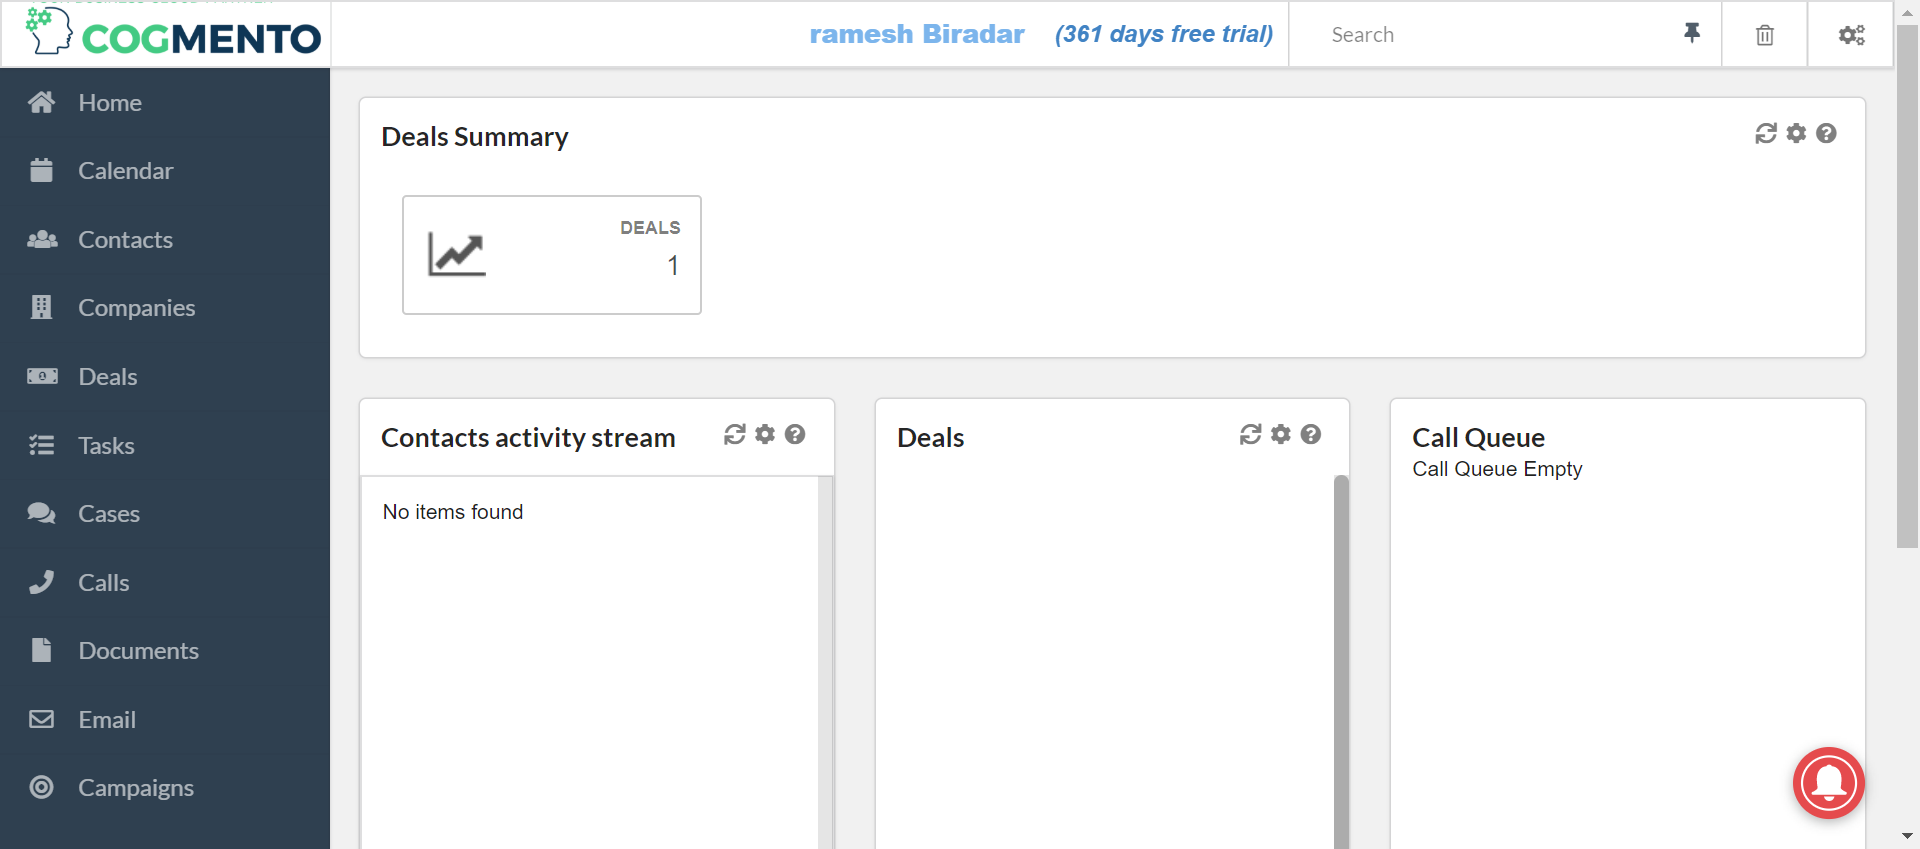 COGMENTO
ramesh Biradar (361 days free trial)
Search
Home
Calendar
Contacts
Companies
Deals
Tasks
Cases
Calls
Documents
Email
Campaigns
Deals Summary
DEALS
1
Contacts activity stream
No items found
Deals
Call Queue
Call Queue Empty